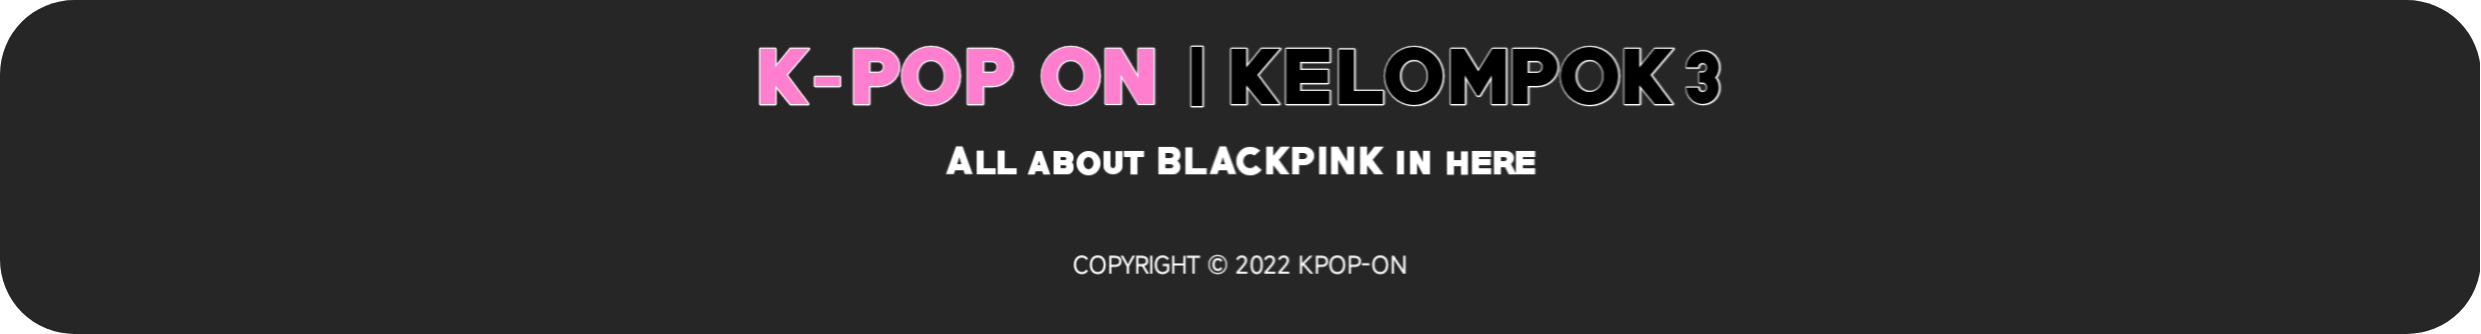 K-POP ON | KELOMPOK 3
All about BLACKPINK in here
COPYRIGHT © 2022 KPOP-ON